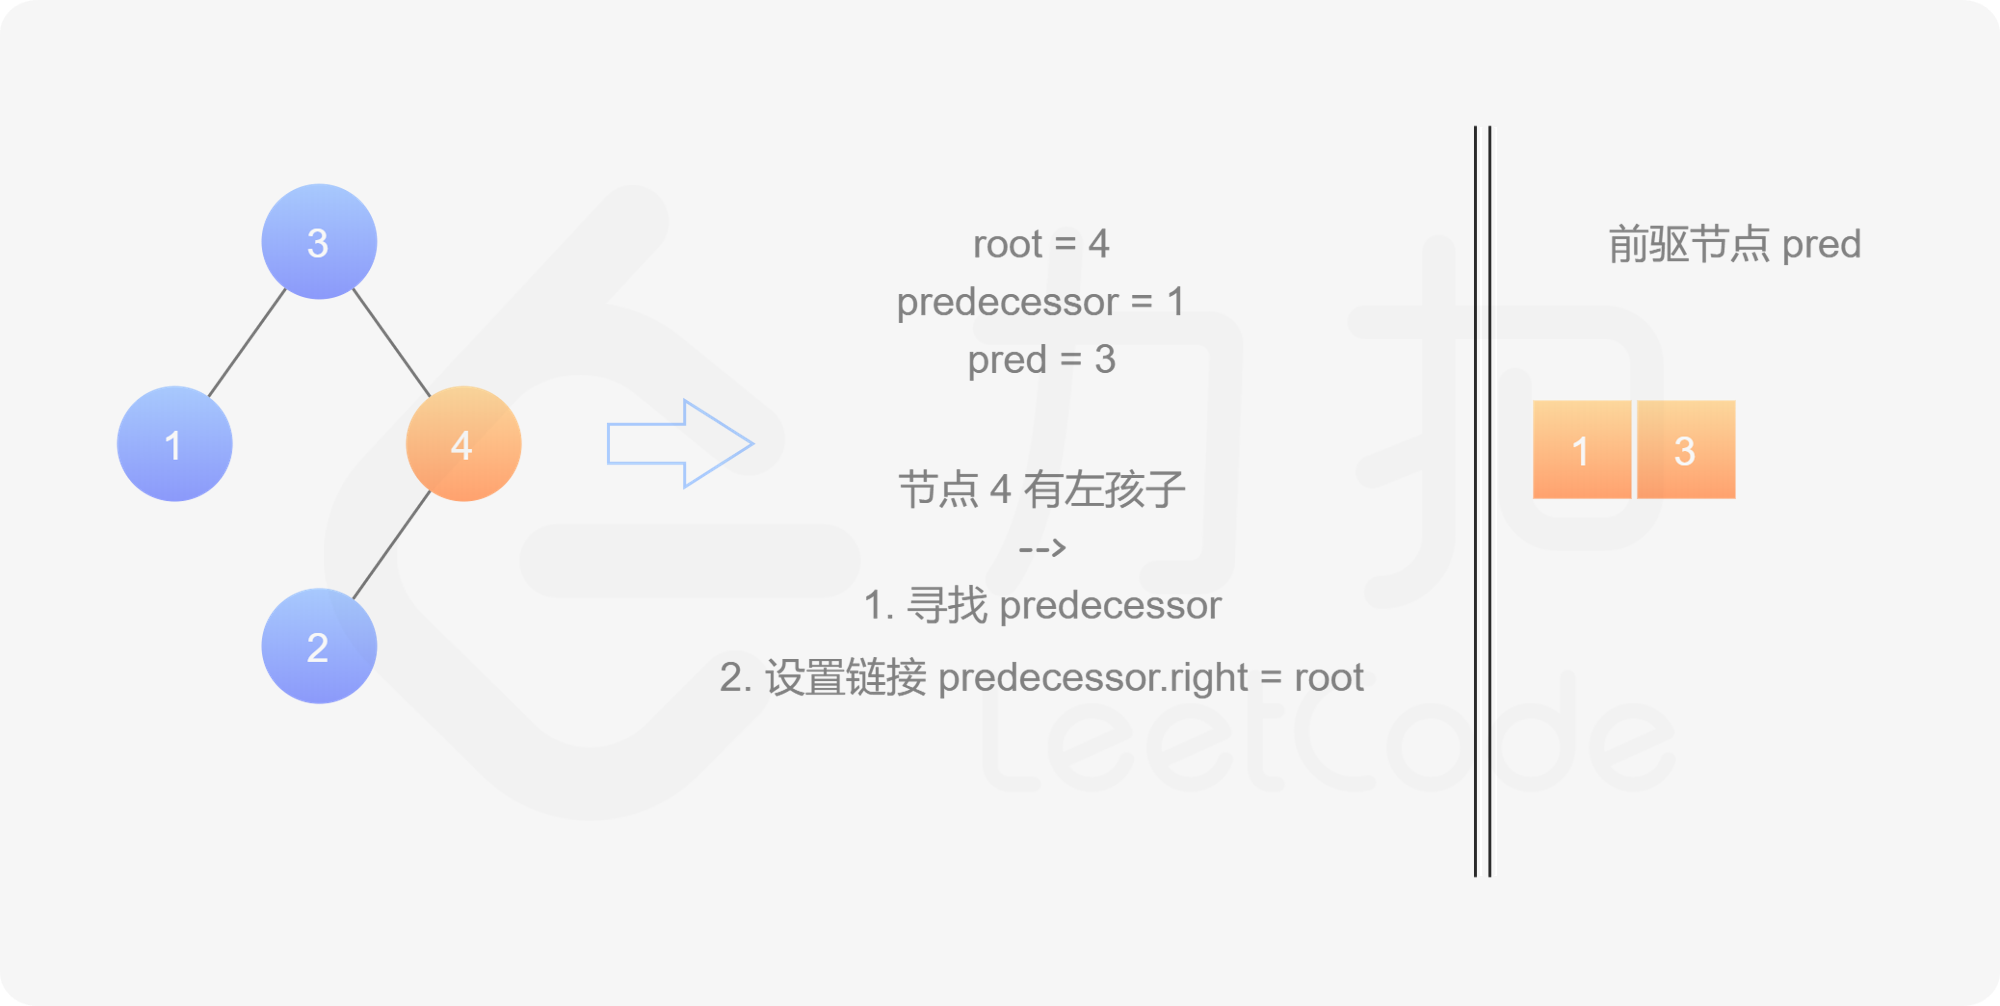 3
1
4
2
root = 4
predecessor = 1
pred = 3
节点 4 有左孩子
-->
1. 寻找 predecessor
2. 设置链接 predecessor.right = root
前驱节点 pred
1 3
力扣
LeetCode